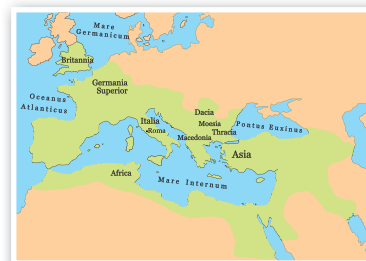 Mare
Germanicum
Britannia
Germania
Superior
Oceanus
Atlanticus
Dacia
Italia
Moesia
Pontus Euxinus
Roma
Thracia
Macedonia
Asia
Africa
Mare Internum